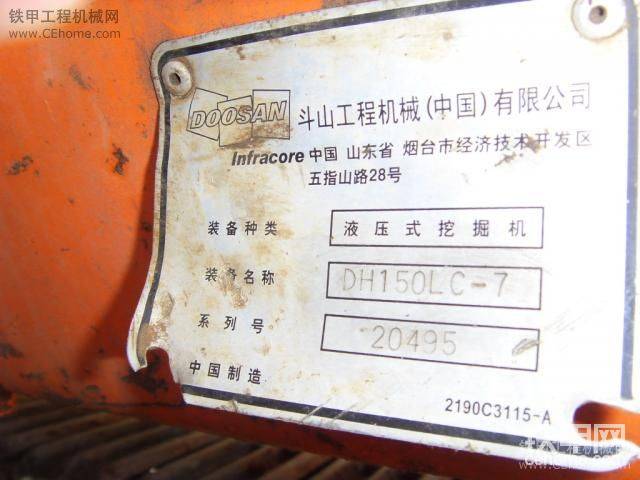 铁甲工程机械网
www.CEhome.com
DOOSAN
斗山工程机械(中国)有限公司
Infracore 中国 山东省 烟台市经济技术开发区
五指山路28号
装备种类 液压式挖掘机
装备名称 DH150LC-7
系列号 20495
中国制造
2190C3115-A